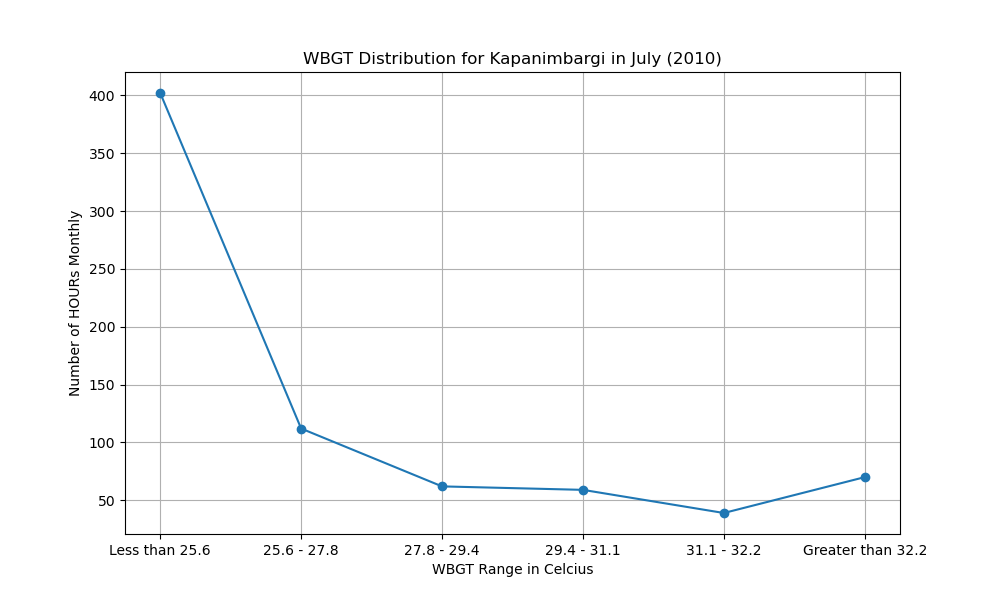 WBGT Distribution for Kapanimbargi in July (2010)
Number of HOURs Monthly
400
350
300
250
200
150
100
50
Less than 25.6
25.6 - 27.8
27.8 - 29.4
29.4 - 31.1
31.1 - 32.2
Greater than 32.2
WBGT Range in Celcius